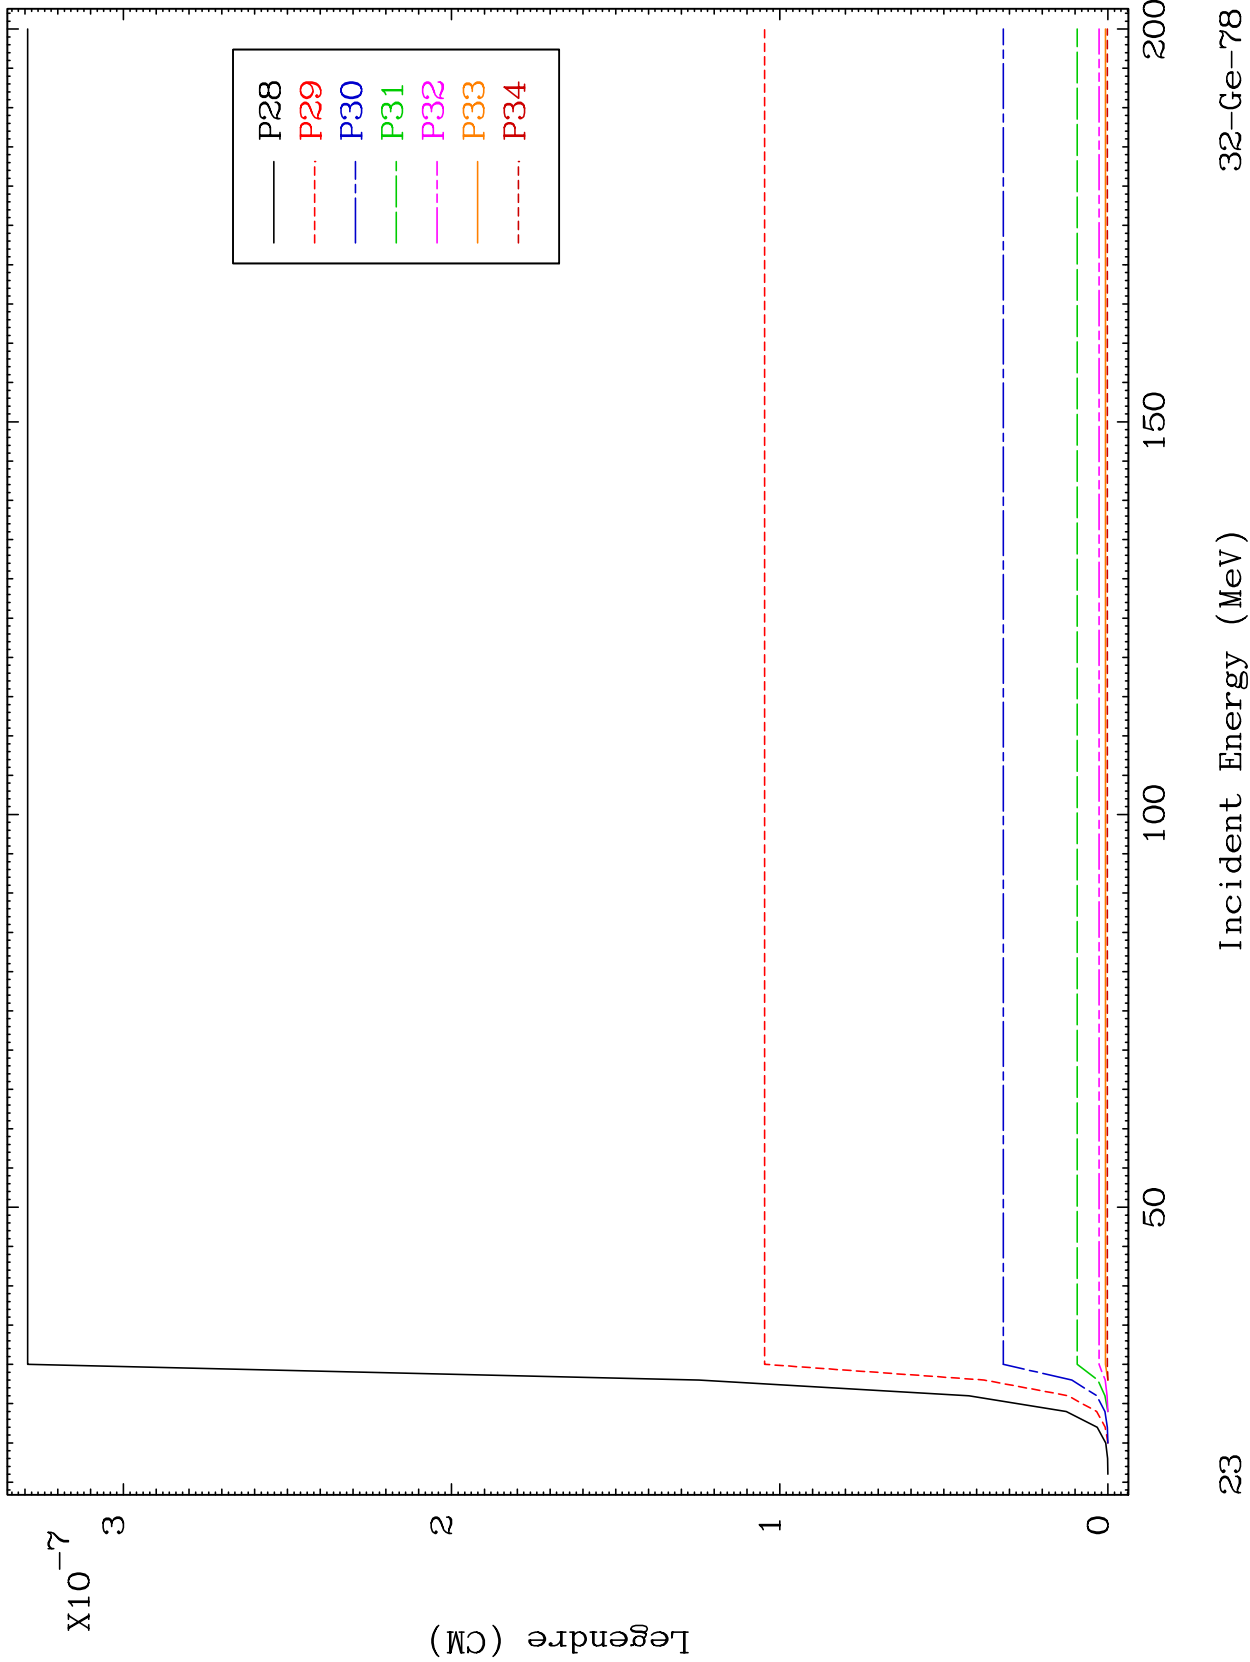 X10-7
3
2
1
0
Legendre (CM)
P28
P29
P30
P31
P32
P33
P34
50
100
150
200
23
Incident Energy (MeV)
32-Ge-78